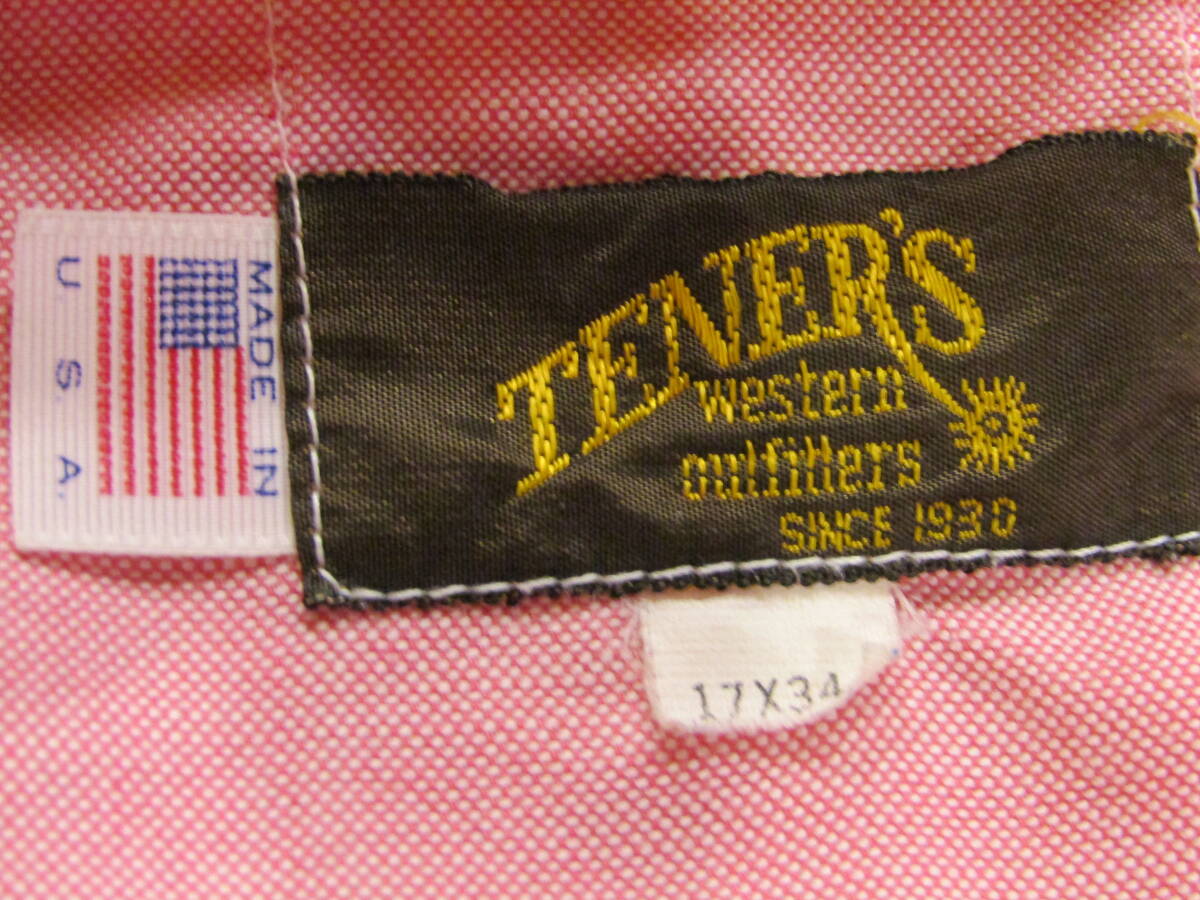 MADE IN
U. S. A.
TENER'S
western
outfitters
SINCE 1930
17X34